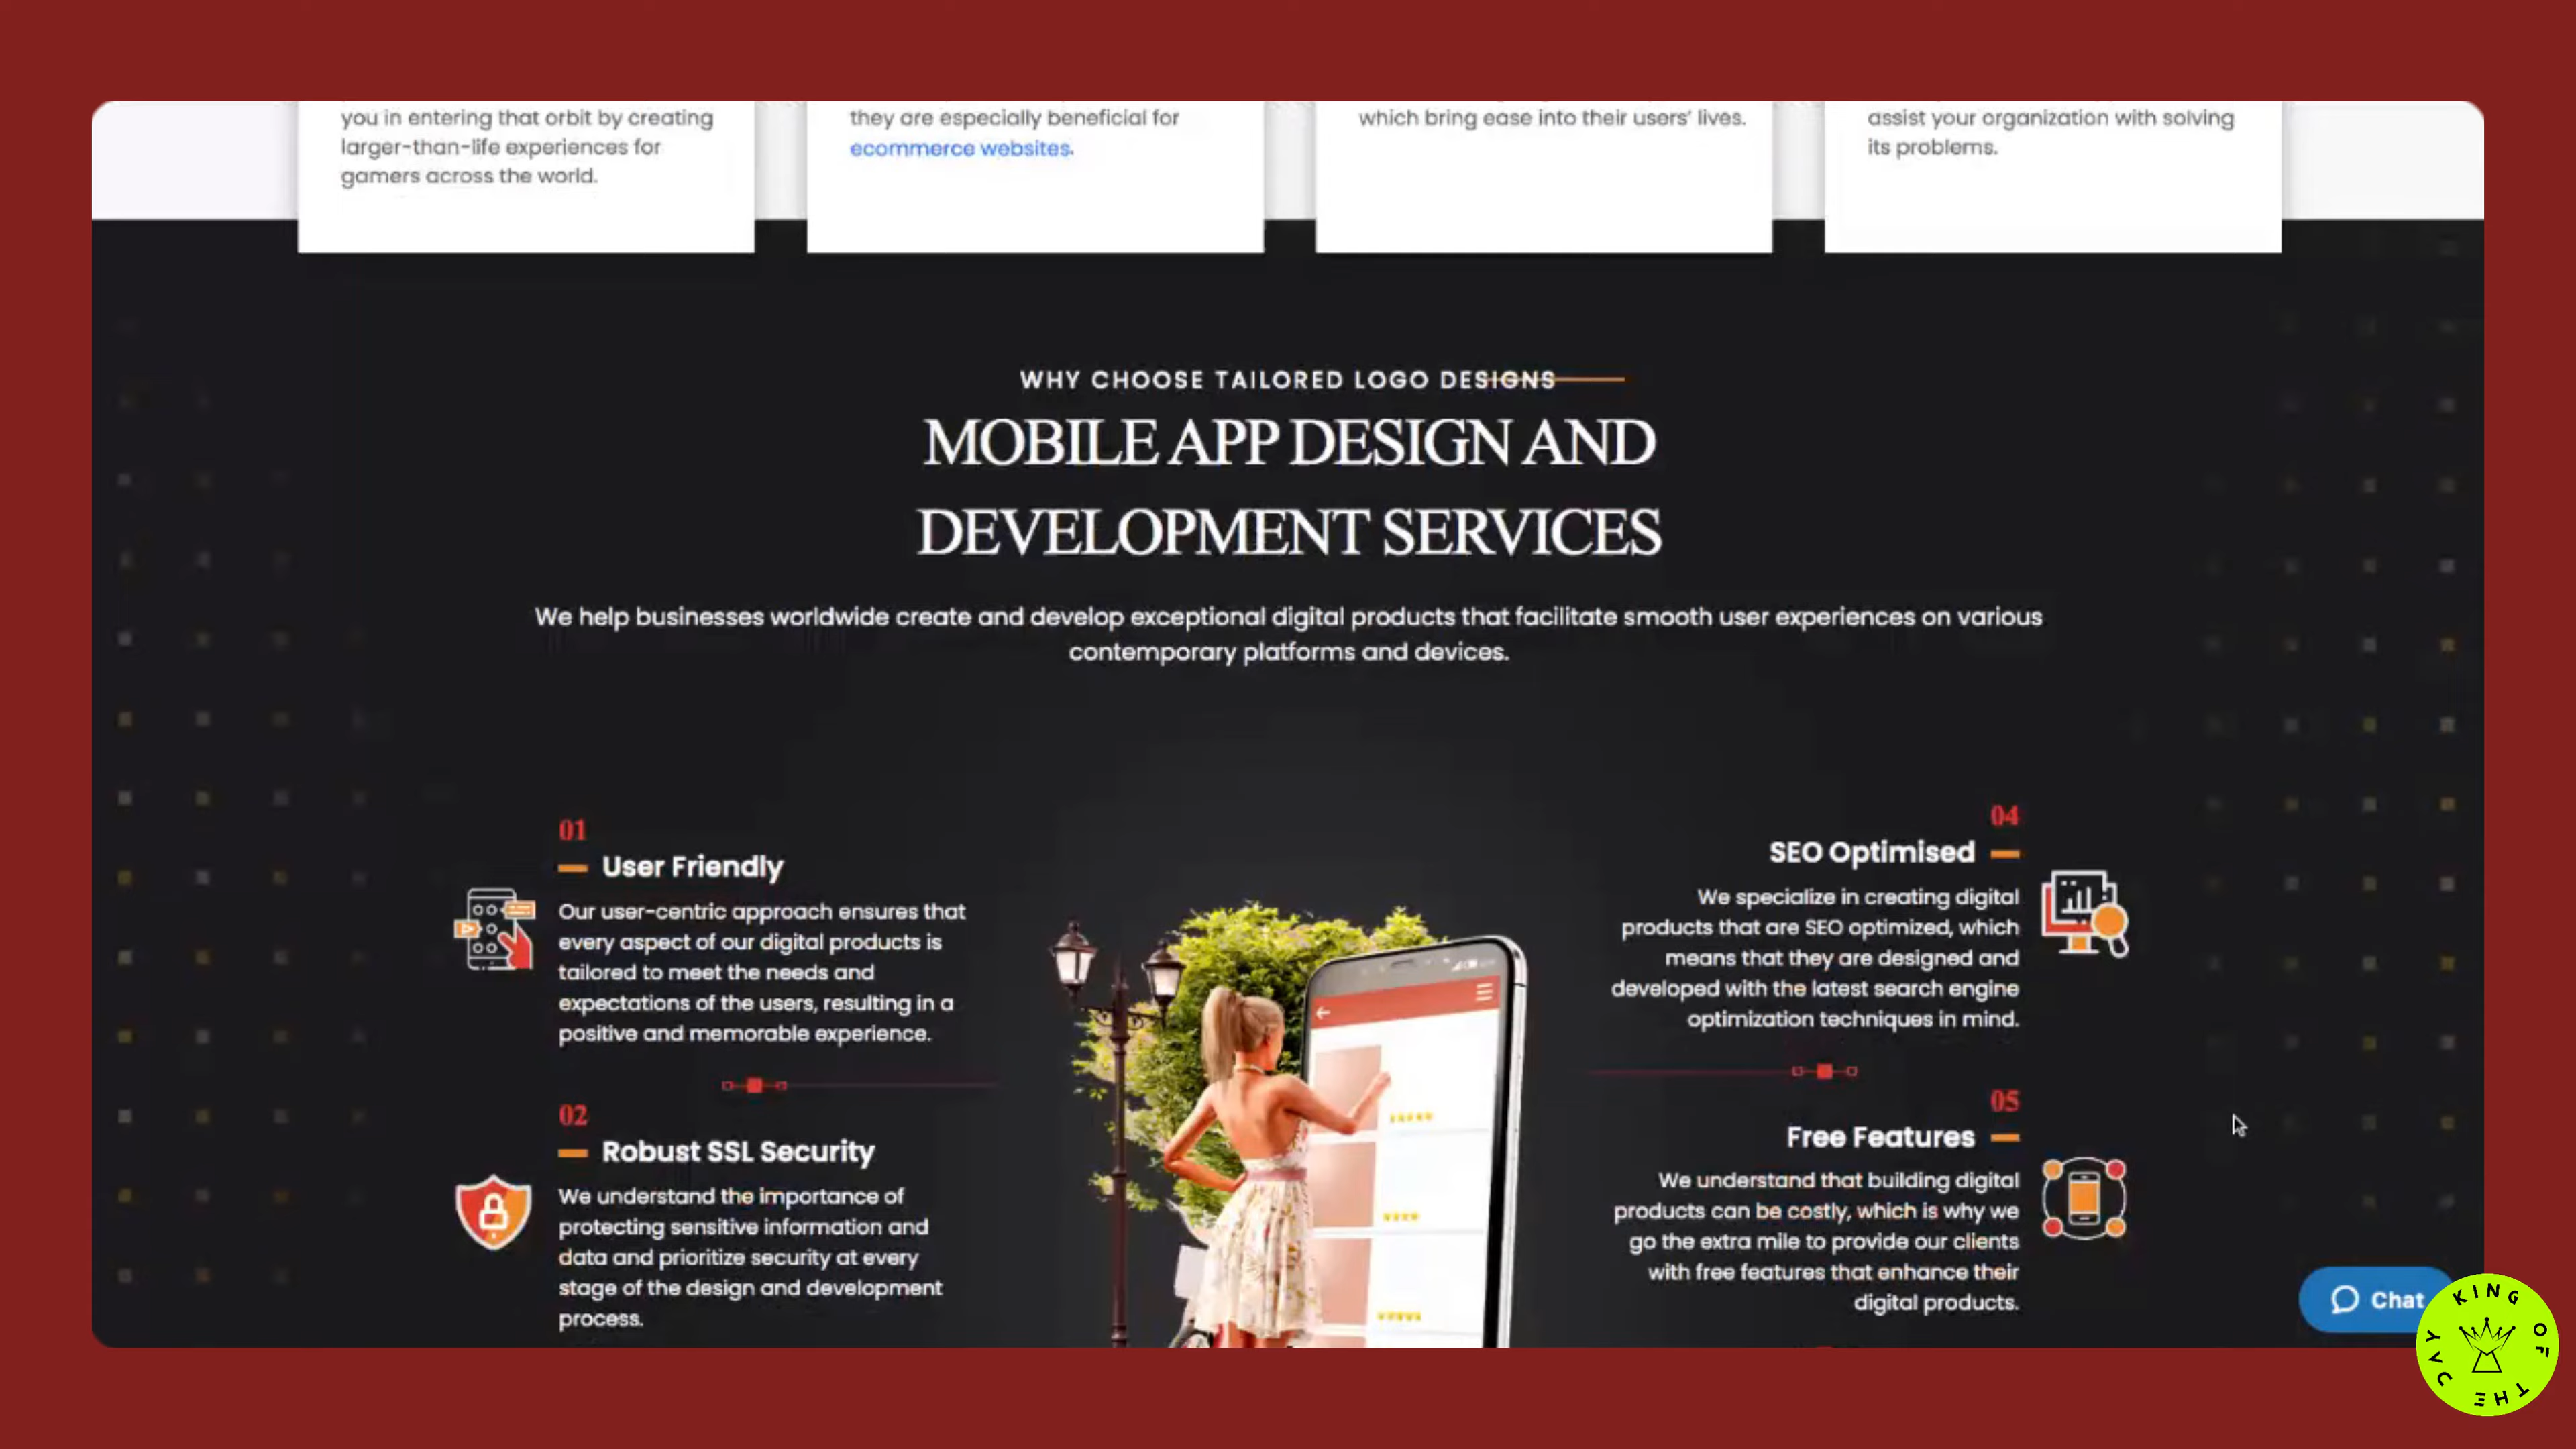 you in entering that orbit by creating
larger-than-life experiences for
gamers across the world.
they are especially beneficial for
ecommerce websites.
which bring ease into their users' lives.
assist your organization with solving
its problems.
WHY CHOOSE TAILORED LOGO DESIGNS
MOBILE APP DESIGN AND
DEVELOPMENT SERVICES
We help businesses worldwide create and develop exceptional digital products that facilitate smooth user experiences on various
contemporary platforms and devices.
01
User Friendly
Our user-centric approach ensures that
every aspect of our digital products is
tailored to meet the needs and
expectations of the users, resulting in a
positive and memorable experience.
02
Robust SSL Security
We understand the importance of
protecting sensitive information and
data and prioritize security at every
stage of the design and development
process.
04
SEO Optimised
We specialize in creating digital
products that are SEO optimized, which
means that they are designed and
developed with the latest search engine
optimization techniques in mind.
05
Free Features
We understand that building digital
products can be costly, which is why we
go the extra mile to provide our clients
with free features that enhance their
digital products.
Chat
KING OF THE JAY